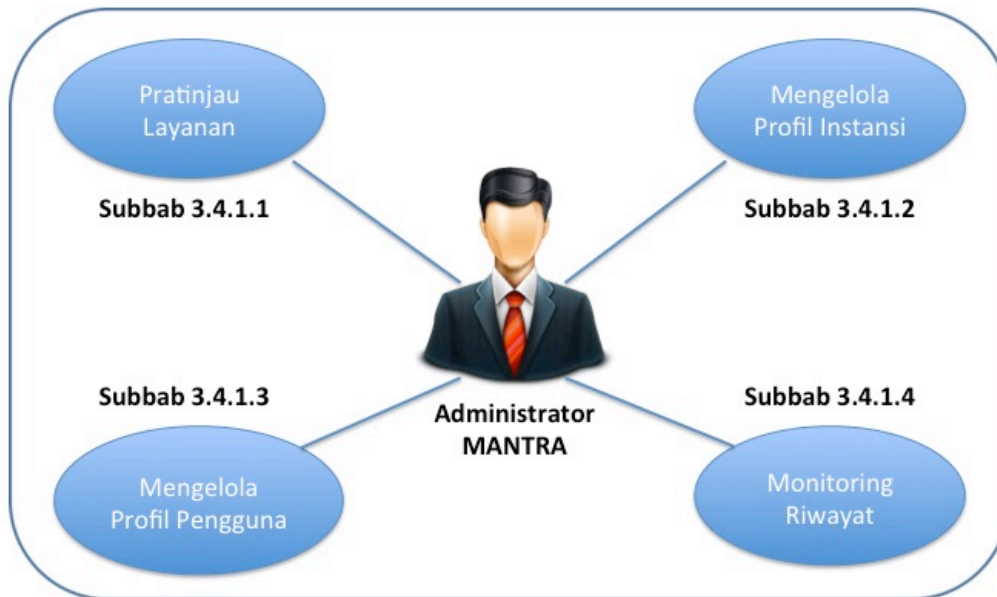 Pratinjau
Layanan
Mengelola
Profil Instansi
Subbab 3.4.1.1
Subbab 3.4.1.2
Subbab 3.4.1.3
Subbab 3.4.1.4
Administrator
MANTRA
Mengelola
Profil Pengguna
Monitoring
Riwayat